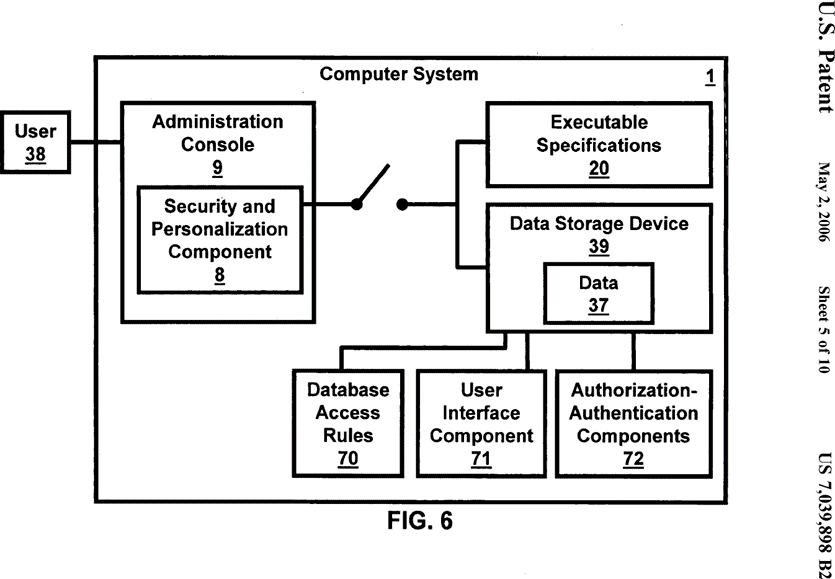 U.S. Patent May 2, 2006 Sheet 5 of 10 US 7,039,898 B2
Computer System
1
User
38
Administration
Console
9
Security and
Personalization
Component
8
Executable
Specifications
20
Data Storage Device
39
Data
37
Database
Access
Rules
70
User
Interface
Component
71
Authorization-
Authentication
Components
72
FIG. 6